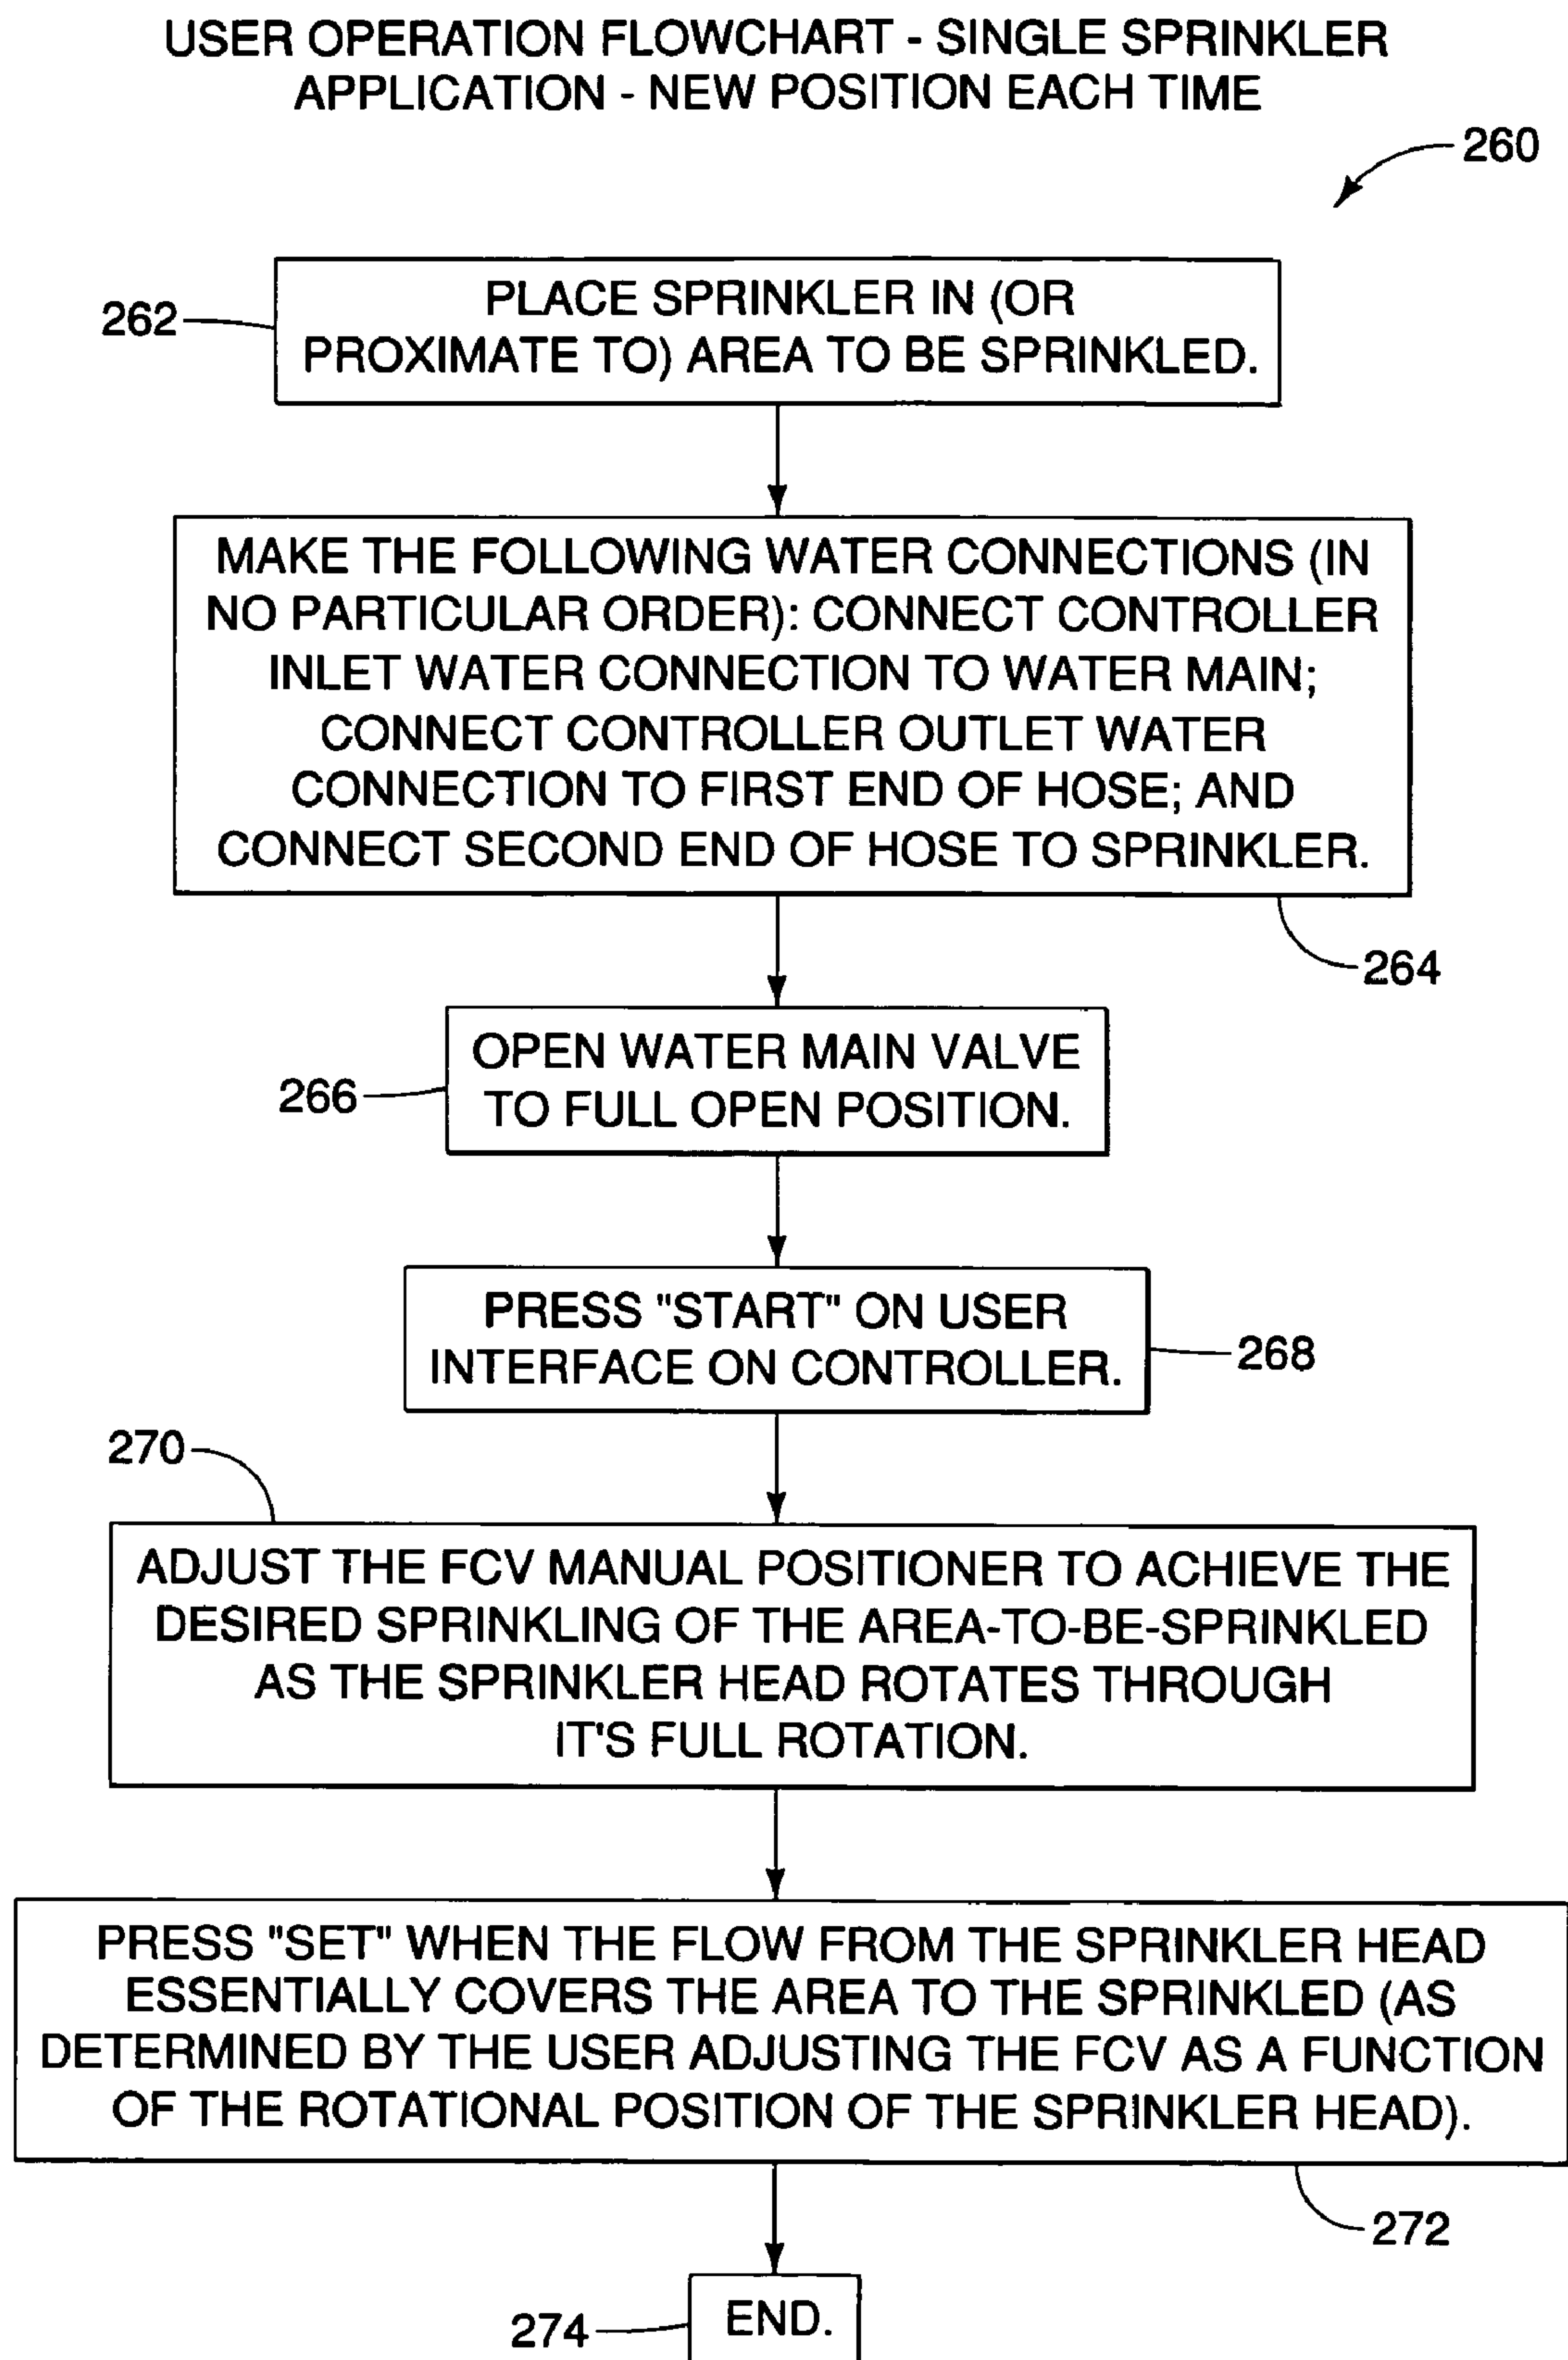 USER OPERATION FLOWCHART - SINGLE SPRINKLER
APPLICATION - NEW POSITION EACH TIME
260
262
PLACE SPRINKLER IN (OR
PROXIMATE TO) AREA TO BE SPRINKLED.
MAKE THE FOLLOWING WATER CONNECTIONS (IN
NO PARTICULAR ORDER): CONNECT CONTROLLER
INLET WATER CONNECTION TO WATER MAIN;
CONNECT CONTROLLER OUTLET WATER
CONNECTION TO FIRST END OF HOSE; AND
CONNECT SECOND END OF HOSE TO SPRINKLER.
264
266
OPEN WATER MAIN VALVE
TO FULL OPEN POSITION.
PRESS "START" ON USER
INTERFACE ON CONTROLLER.
268
270
ADJUST THE FCV MANUAL POSITIONER TO ACHIEVE THE
DESIRED SPRINKLING OF THE AREA-TO-BE-SPRINKLED
AS THE SPRINKLER HEAD ROTATES THROUGH
IT'S FULL ROTATION.
PRESS "SET" WHEN THE FLOW FROM THE SPRINKLER HEAD
ESSENTIALLY COVERS THE AREA TO THE SPRINKLED (AS
DETERMINED BY THE USER ADJUSTING THE FCV AS A FUNCTION
OF THE ROTATIONAL POSITION OF THE SPRINKLER HEAD).
272
274
END.